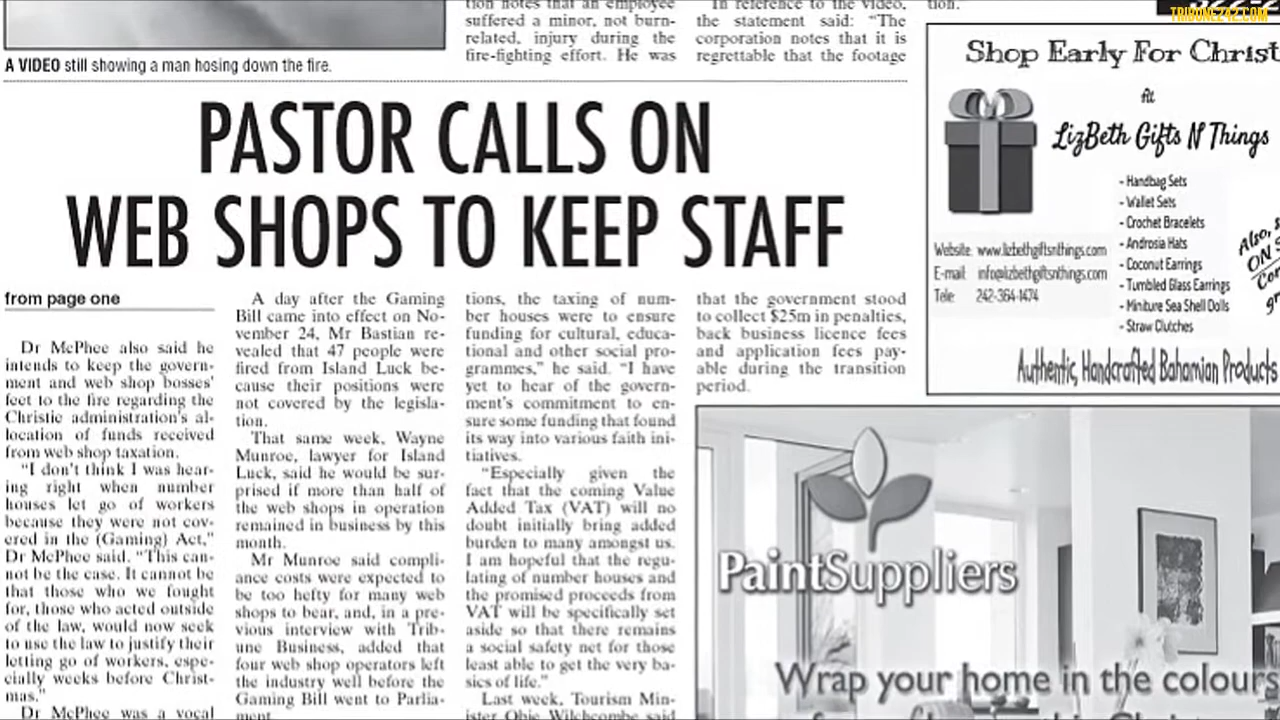 TRIBUNE242.COM
tion notes that an employee
suffered a minor, not burn-
related, injury during the
fire-fighting effort. He was
In reference to the video,
the statement said: "The
corporation notes that it is
regrettable that the footage
tion.
A VIDEO still showing a man hosing down the fire.
PASTOR CALLS ON
WEB SHOPS TO KEEP STAFF
from page one
Dr McPhee also said he
intends to keep the govern-
ment and web shop bosses'
feet to the fire regarding the
Christie administration's al-
location of funds received
from web shop taxation.
"I don't think I was hear-
ing right when number
houses let go of workers
because they were not cov-
ered in the (Gaming) Act,"
Dr McPhee said. "This can-
not be the case. It cannot be
that those who we fought
for, those who acted outside
of the law, would now seek
to use the law to justify their
letting go of workers, espe-
cially weeks before Christ-
mas."
Dr McPhee was a vocal
A day after the Gaming
Bill came into effect on No-
vember 24, Mr Bastian re-
vealed that 47 people were
fired from Island Luck be-
cause their positions were
not covered by the legisla-
tion.
That same week, Wayne
Munroe, lawyer for Island
Luck, said he would be sur-
prised if more than half of
the web shops in operation
remained in business by this
month.
Mr Munroe said compli-
ance costs were expected to
be too hefty for many web
shops to bear, and, in a pre-
vious interview with Trib-
une Business, added that
four web shop operators left
the industry well before the
Gaming Bill went to Parlia-
ment.
tions, the taxing of num-
ber houses were to ensure
funding for cultural, educa-
tional and other social pro-
grammes," he said. "I have
yet to hear of the govern-
ment's commitment to en-
sure some funding that found
its way into various faith ini-
tiatives.
"Especially given the
fact that the coming Value
Added Tax (VAT) will no
doubt initially bring added
burden to many amongst us.
I am hopeful that the regu-
lating of number houses and
the promised proceeds from
VAT will be specifically set
aside so that there remains
a social safety net for those
least able to get the very ba-
sics of life."
Last week, Tourism Min-
ister Obie Wilchcombe said
that the government stood
to collect $25m in penalties,
back business licence fees
and application fees pay-
able during the transition
period.
Shop Early For Christ
At
LizBeth Gifts N Things
- Handbag Sets
- Wallet Sets
- Crochet Bracelets
- Androsia Hats
- Coconut Earrings
- Tumbled Glass Earrings
- Miniture Sea Shell Dolls
- Straw Clutches
Website: www.lizbethgiftsnthings.com
E-mail: info@lizbethgiftsnthings.com
Tele: 242-364-1474
Also,
ON
Authentic, Handcrafted Bahamian Products
PaintSuppliers
Wrap your home in the colours